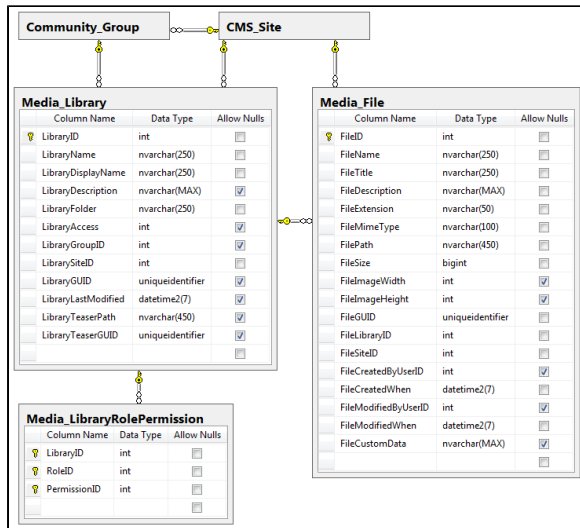 Community_Group
CMS_Site
Media_Library
Column Name Data Type Allow Nulls
LibraryID int
LibraryName nvarchar(250)
LibraryDisplayName nvarchar(250)
LibraryDescription nvarchar(MAX)
LibraryFolder nvarchar(250)
LibraryAccess int
LibraryGroupID int
LibrarySiteID int
LibraryGUID uniqueidentifier
LibraryLastModified datetime2(7)
LibraryTeaserPath nvarchar(450)
LibraryTeaserGUID uniqueidentifier
Media_File
Column Name Data Type Allow Nulls
FileID int
FileName nvarchar(250)
FileTitle nvarchar(250)
FileDescription nvarchar(MAX)
FileExtension nvarchar(50)
FileMimeType nvarchar(100)
FilePath nvarchar(450)
FileSize bigint
FileImageWidth int
FileImageHeight int
FileGUID uniqueidentifier
FileLibraryID int
FileSiteID int
FileCreatedByUserID int
FileCreatedWhen datetime2(7)
FileModifiedByUserID int
FileModifiedWhen datetime2(7)
FileCustomData nvarchar(MAX)
Media_LibraryRolePermission
Column Name Data Type Allow Nulls
LibraryID int
RoleID int
PermissionID int